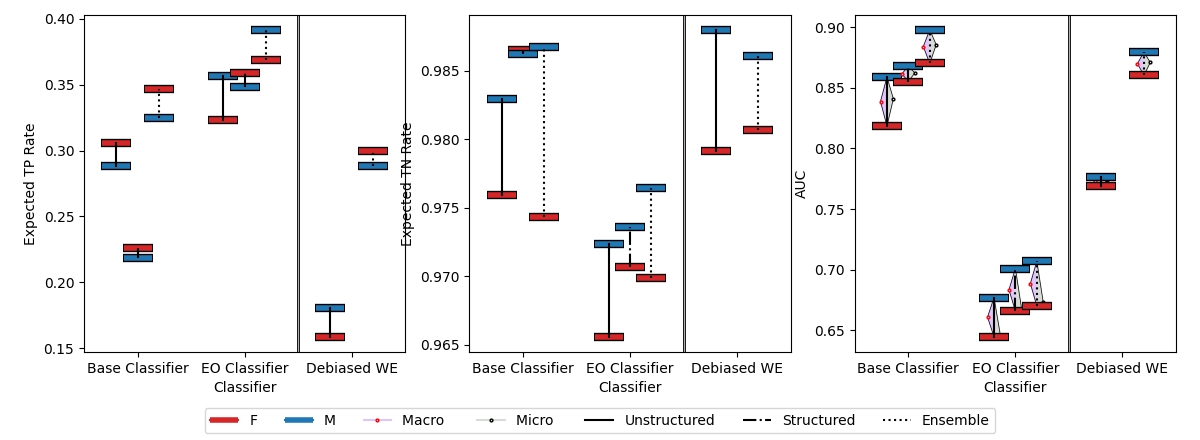 Expected TP Rate
0.40
0.35
0.30
0.25
0.20
0.15
Base Classifier EO Classifier Debiased WE
Classifier
Expected TN Rate
0.985
0.980
0.975
0.970
0.965
Base Classifier EO Classifier Debiased WE
Classifier
AUC
0.90
0.85
0.80
0.75
0.70
0.65
Base Classifier EO Classifier Debiased WE
Classifier
F M Macro Micro Unstructured Structured Ensemble